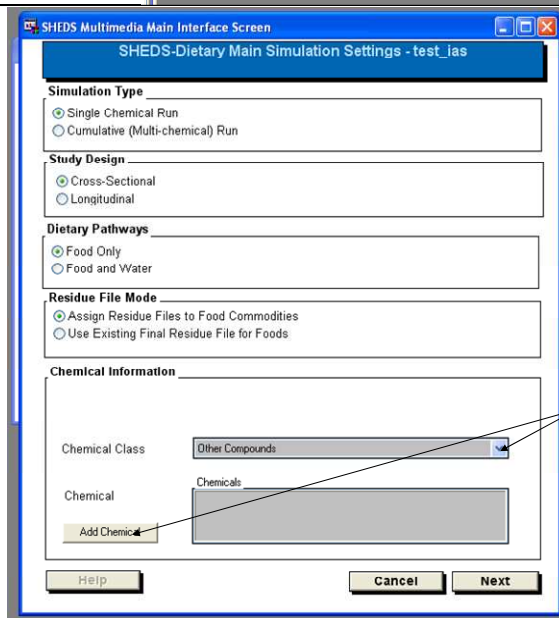 SHEDS Multimedia Main Interface Screen
SHEDS-Dietary Main Simulation Settings - test_ias
Simulation Type
Single Chemical Run
Cumulative (Multi-chemical) Run
Study Design
Cross-Sectional
Longitudinal
Dietary Pathways
Food Only
Food and Water
Residue File Mode
Assign Residue Files to Food Commodities
Use Existing Final Residue File for Foods
Chemical Information
Chemical Class
Other Compounds
Chemicals
Chemical
Add Chemical
Help
Cancel
Next